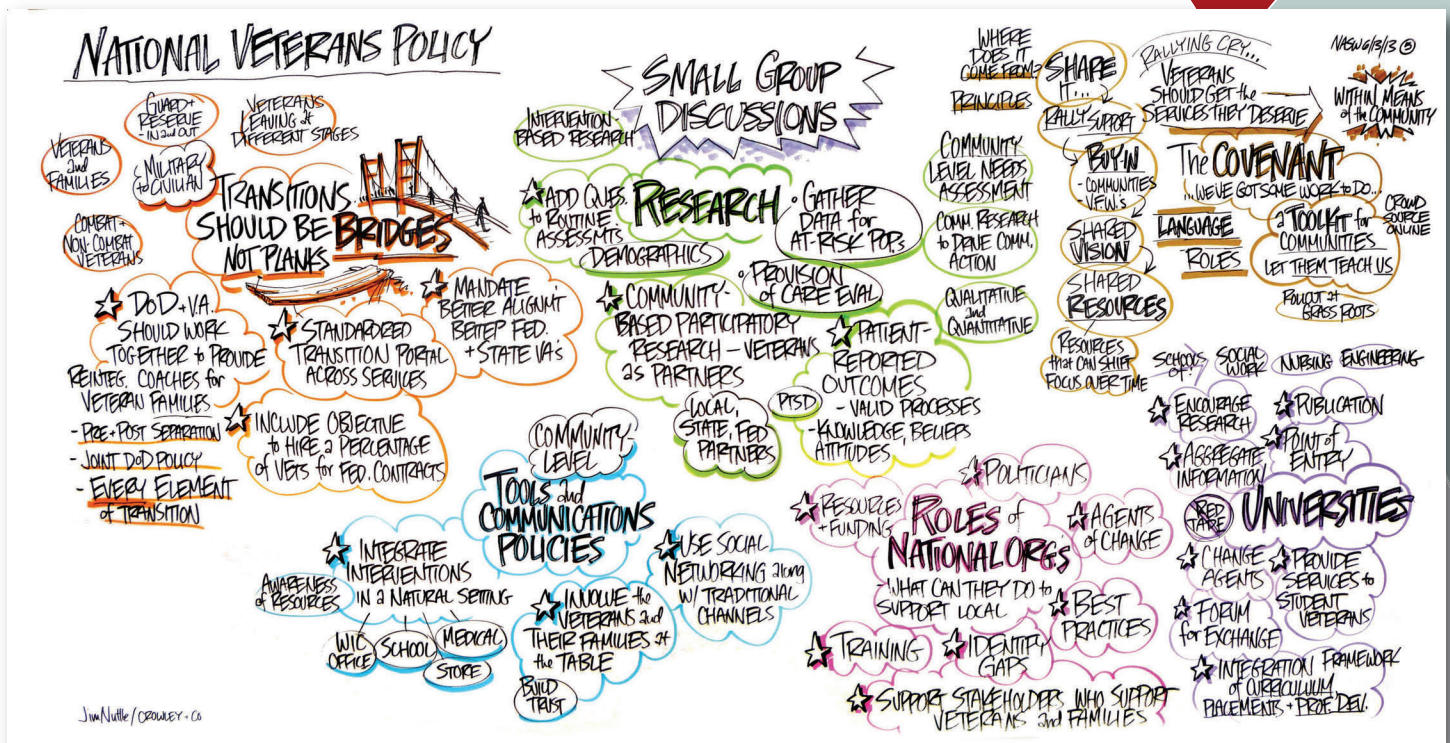 NATIONAL VETERANS POLICY
GUARD +
RESERVE
- IN and OUT
VETERANS
LEAVING at
DIFFERENT STAGES
VETERANS
and
FAMILIES
MILITARY
to CIVILIAN
COMBAT +
NON-COMBAT
VETERANS
TRANSITIONS
SHOULD BE BRIDGES
NOT PLANKS
DoD + V.A.
SHOULD WORK
TOGETHER to PROVIDE
REINTEG. COACHES for
VETERAN FAMILIES
- PRE + POST SEPARATION
- JOINT DoD POLICY
- EVERY ELEMENT
of TRANSITION
STANDARDIZED
TRANSITION PORTAL
ACROSS SERVICES
MANDATE
BETTER ALIGNM'T
BETTER FED.
+ STATE VA's
INCLUDE OBJECTIVE
to HIRE a PERCENTAGE
of VETS for FED. CONTRACTS
SMALL GROUP
DISCUSSIONS
INTERVENTION-
BASED RESEARCH
ADD QUES.
to ROUTINE
ASSESSMTS
RESEARCH
DEMOGRAPHICS
• GATHER
DATA for
AT-RISK POPs
• PROVISION
of CARE EVAL
COMMUNITY-
BASED PARTICIPATORY
RESEARCH — VETERANS
as PARTNERS
LOCAL,
STATE, FED
PARTNERS
PATIENT-
REPORTED
OUTCOMES
- VALID PROCESSES
- KNOWLEDGE, BELIEFS
ATTITUDES
PTSD
COMMUNITY
LEVEL NEEDS
ASSESSMENT
COMM. RESEARCH
to DRIVE COMM.
ACTION
QUALITATIVE
and
QUANTITATIVE
WHERE
DOES IT
COME FROM?
PRINCIPLES
SHARE
IT...
RALLY SUPPORT
BUY IN
- COMMUNITIES
- V.F.W.'s
SHARED
VISION
SHARED
RESOURCES
RESOURCES
that CAN SHIFT
FOCUS OVER TIME
RALLYING CRY...
VETERANS
SHOULD GET the
SERVICES THEY DESERVE
NASW 6/13/13 ⑤
WITHIN MEANS
of the COMMUNITY
The COVENANT
...WE'VE GOT SOME WORK TO DO...
LANGUAGE
ROLES
a TOOLKIT for
COMMUNITIES
LET THEM TEACH US
CROWD
SOURCE
ONLINE
ROLLOUT at
GRASS ROOTS
COMMUNITY-
LEVEL
TOOLS and
COMMUNICATIONS
POLICIES
INTEGRATE
INTERVENTIONS
IN a NATURAL SETTING
AWARENESS
of RESOURCES
WIC
OFFICE
SCHOOL
MEDICAL
STORE
INVOLVE the
VETERANS and
THEIR FAMILIES at
the TABLE
BUILD
TRUST
USE SOCIAL
NETWORKING along
W/ TRADITIONAL
CHANNELS
POLITICIANS
RESOURCES
+ FUNDING
ROLES of
NATIONAL ORG.'s
- WHAT CAN THEY DO to
SUPPORT LOCAL
AGENTS
of CHANGE
BEST
PRACTICES
TRAINING
IDENTIFY
GAPS
SUPPORT STAKEHOLDERS WHO SUPPORT
VETERANS and FAMILIES
SCHOOLS
of:
SOCIAL
WORK
NURSING
ENGINEERING
ENCOURAGE
RESEARCH
PUBLICATION
AGGREGATE
INFORMATION
POINT of
ENTRY
RED
TAPE
UNIVERSITIES
CHANGE
AGENTS
PROVIDE
SERVICES to
STUDENT
VETERANS
FORUM
for EXCHANGE
INTEGRATION FRAMEWORK
of CURRICULUM,
PLACEMENTS + PROF. DEV.
Jim Nuttle / CROWLEY + CO